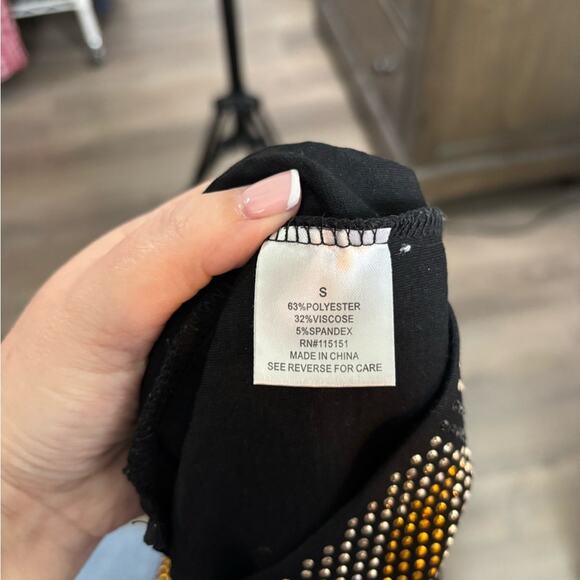 S
63%POLYESTER
32%VISCOSE
5%SPANDEX
RN#115151
MADE IN CHINA
SEE REVERSE FOR CARE